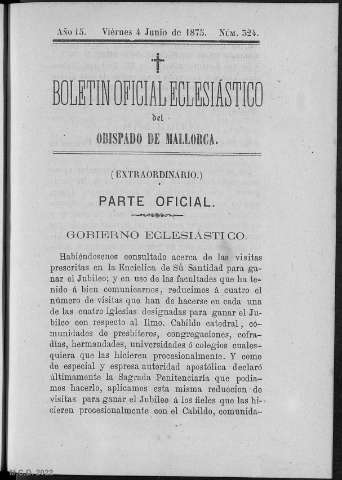 Año 15. Viérnes 4 Junio de 1875. Núm. 324.
BOLETIN OFICIAL ECLESIÁSTICO
del
OBISPADO DE MALLORCA.
(EXTRAORDINARIO.)
PARTE OFICIAL.
GOBIERNO ECLESIÁSTICO.
Habiéndosenos consultado acerca de las visitas
prescritas en la Encíclica de Sù Santidad para ga-
nar el Jubileo; y en uso de las facultades que ha te-
nido á bien comunicarnos, reducimos á cuatro el
número de visitas que han de hacerse en cada una
de las cuatro iglesias designadas para ganar el Ju-
bileo con respecto al Ilmo. Cabildo catedral, co-
munidades de presbíteros, congregaciones, cofra-
días, hermandades, universidades ó colegios cuales-
quiera que las hicieren procesionalmente. Y como
de especial y espresa autoridad apostólica declaró
últimamente la Sagrada Penitenciaría que podía-
mos hacerlo, aplicamos esta misma reduccion de
visitas para ganar el Jubileo á los fieles que las hi-
cieren procesionalmente con el Cabildo, comunida-